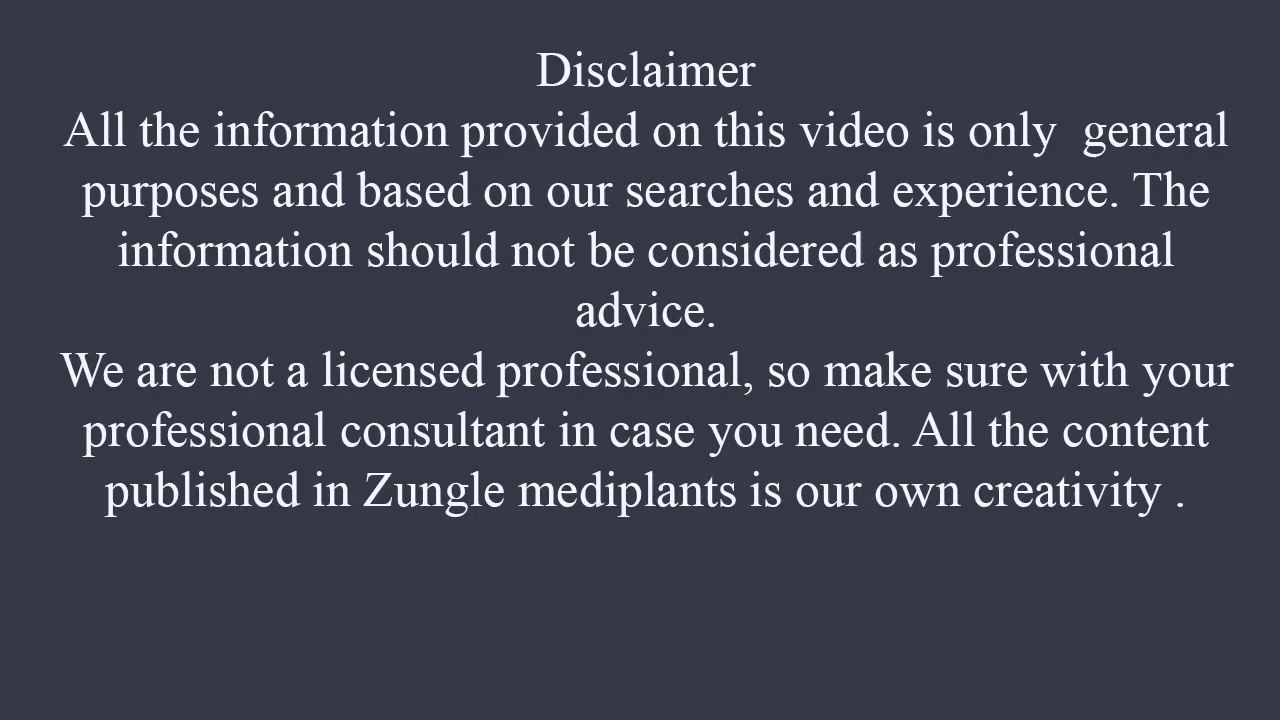 Disclaimer
All the information provided on this video is only  general
purposes and based on our searches and experience. The
information should not be considered as professional
advice.
We are not a licensed professional, so make sure with your
professional consultant in case you need. All the content
published in Zungle mediplants is our own creativity .